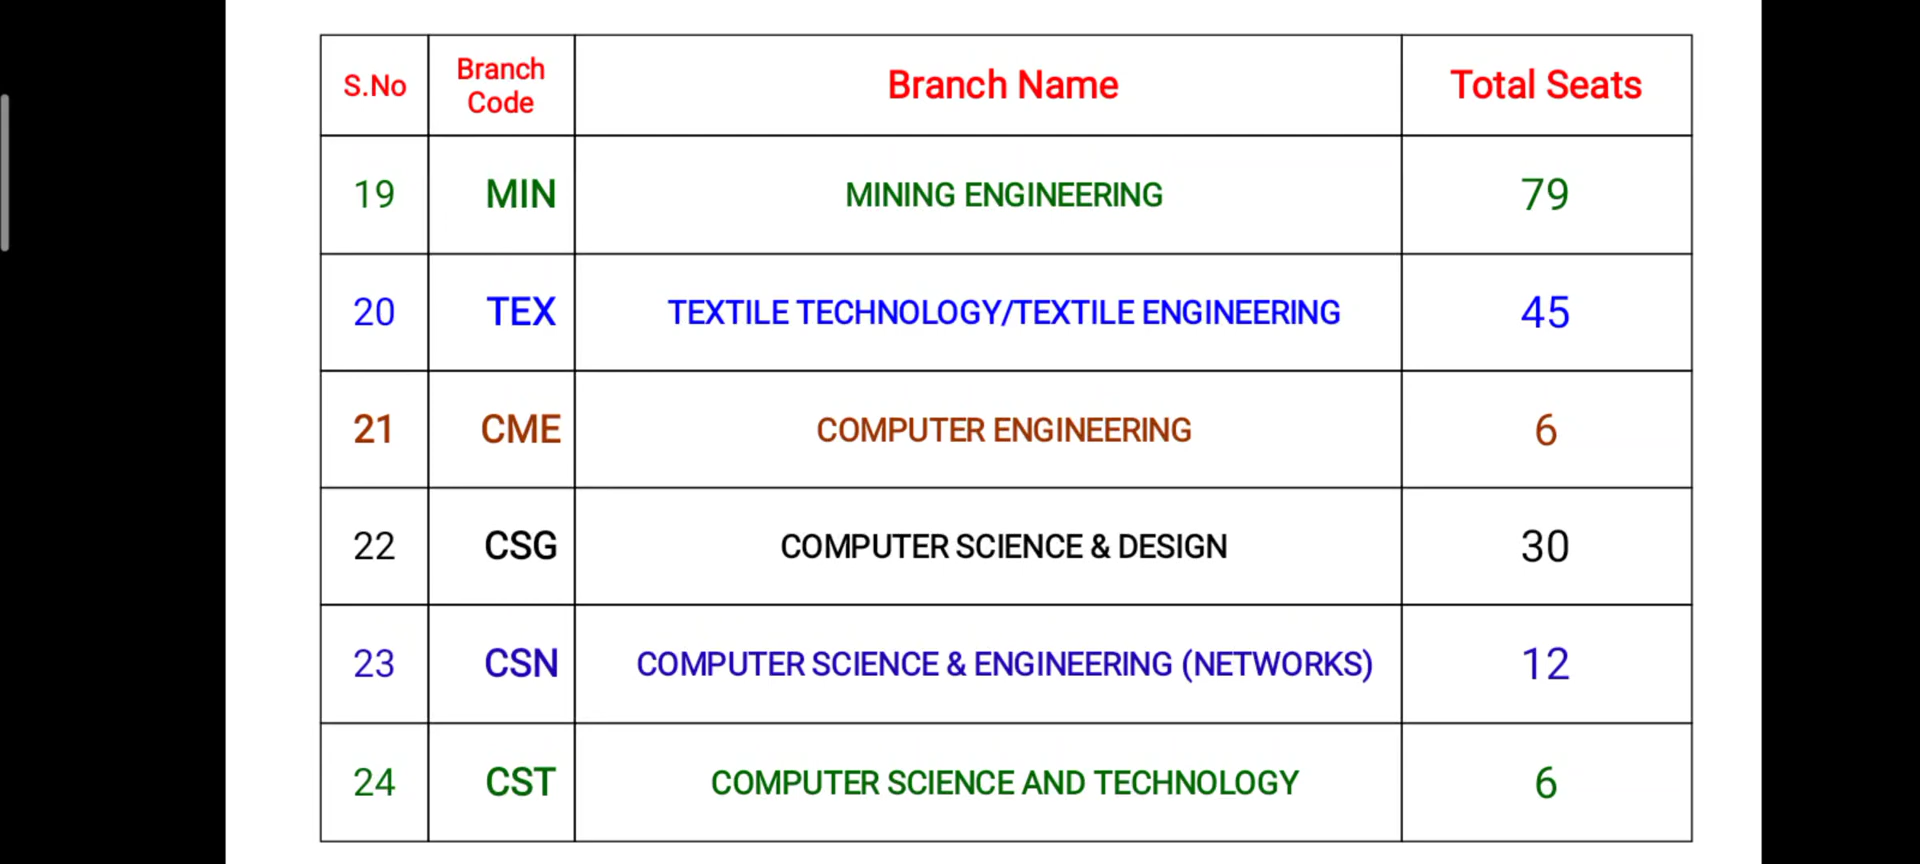 S.No Branch Code Branch Name Total Seats
19 MIN MINING ENGINEERING 79
20 TEX TEXTILE TECHNOLOGY/TEXTILE ENGINEERING 45
21 CME COMPUTER ENGINEERING 6
22 CSG COMPUTER SCIENCE & DESIGN 30
23 CSN COMPUTER SCIENCE & ENGINEERING (NETWORKS) 12
24 CST COMPUTER SCIENCE AND TECHNOLOGY 6